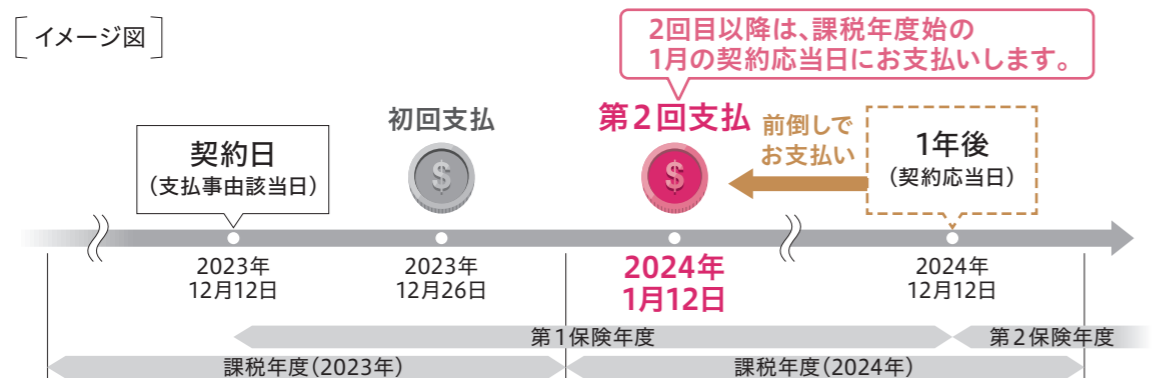 イメージ図
2回目以降は、課税年度始の
1月の契約応当日にお支払いします。
契約日
（支払事由該当日）
初回支払
$
第2回支払
$
前倒しで
お支払い
1年後
（契約応当日）
2023年
12月12日
2023年
12月26日
2024年
1月12日
2024年
12月12日
第1保険年度
第2保険年度
課税年度（2023年）
課税年度（2024年）